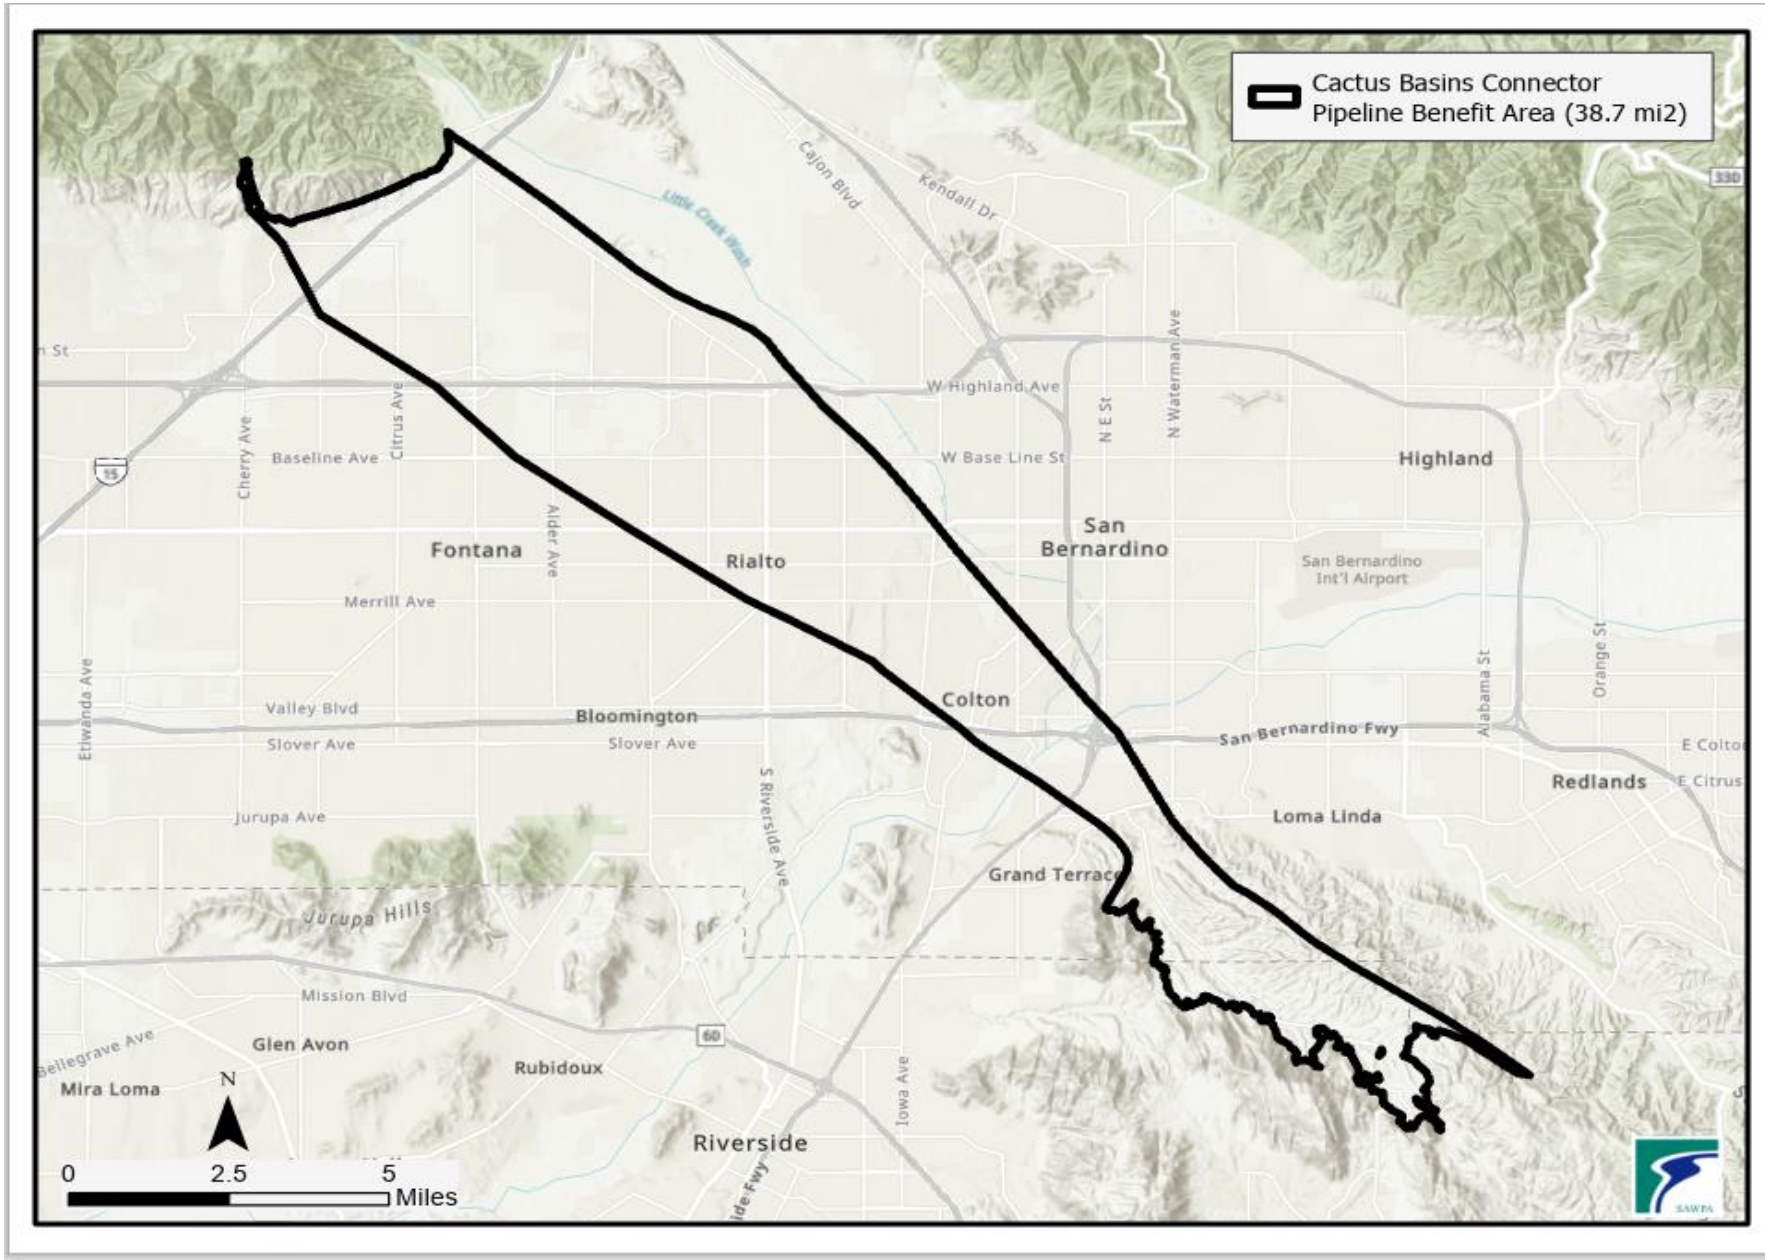 Cactus Basins Connector
Pipeline Benefit Area (38.7 mi2)
330
Cajon Blvd
Kendall Dr
Little Creek Wash
n St
W Highland Ave
N E St
N Waterman Ave
Cherry Ave
Citrus Ave
Baseline Ave
W Base Line St
Highland
15
Alder Ave
Fontana
Rialto
San
Bernardino
San Bernardino
Int'l Airport
Merrill Ave
Etiwanda Ave
Orange St
Alabama St
Colton
Valley Blvd
Bloomington
Slover Ave
Slover Ave
San Bernardino Fwy
E Colto
Redlands
E Citrus
S Riverside Ave
Jurupa Ave
Loma Linda
Grand Terrace
Jurupa Hills
Mission Blvd
60
Bellegrave Ave
Glen Avon
Rubidoux
Iowa Ave
Mira Loma
N
Riverside
ide Fwy
0 2.5 5
Miles
SAWPA